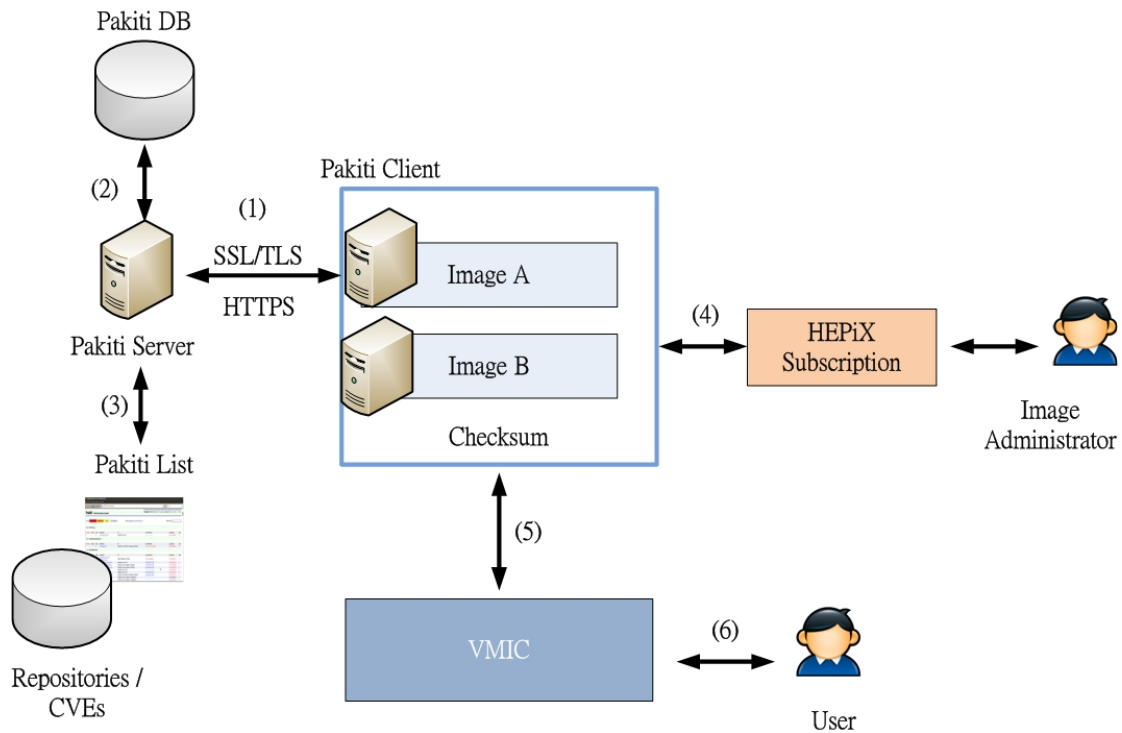 Pakiti DB
(2)
Pakiti Client
(1)
SSL/TLS
HTTPS
Image A
Pakiti Server
Image B
(4)
HEPiX
Subscription
(3)
Checksum
Image
Administrator
Pakiti List
(5)
VMIC
(6)
Repositories /
CVEs
User